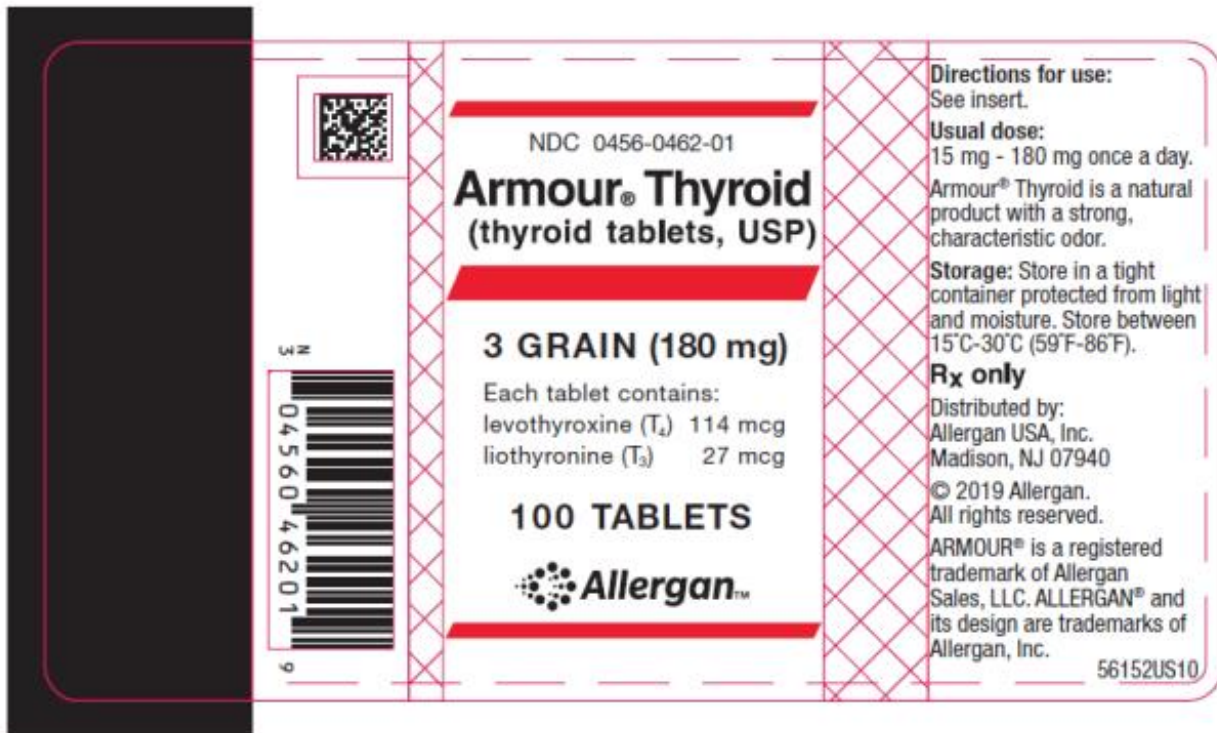 N
3
04560 46201
9
NDC 0456-0462-01
Armour® Thyroid
(thyroid tablets, USP)
3 GRAIN (180 mg)
Each tablet contains:
levothyroxine (T₄) 114 mcg
liothyronine (T₃) 27 mcg
100 TABLETS
Allergan™
Directions for use:
See insert.
Usual dose:
15 mg - 180 mg once a day.
Armour® Thyroid is a natural
product with a strong,
characteristic odor.
Storage: Store in a tight
container protected from light
and moisture. Store between
15°C-30°C (59°F-86°F).
Rx only
Distributed by:
Allergan USA, Inc.
Madison, NJ 07940
© 2019 Allergan.
All rights reserved.
ARMOUR® is a registered
trademark of Allergan
Sales, LLC. ALLERGAN® and
its design are trademarks of
Allergan, Inc.
56152US10